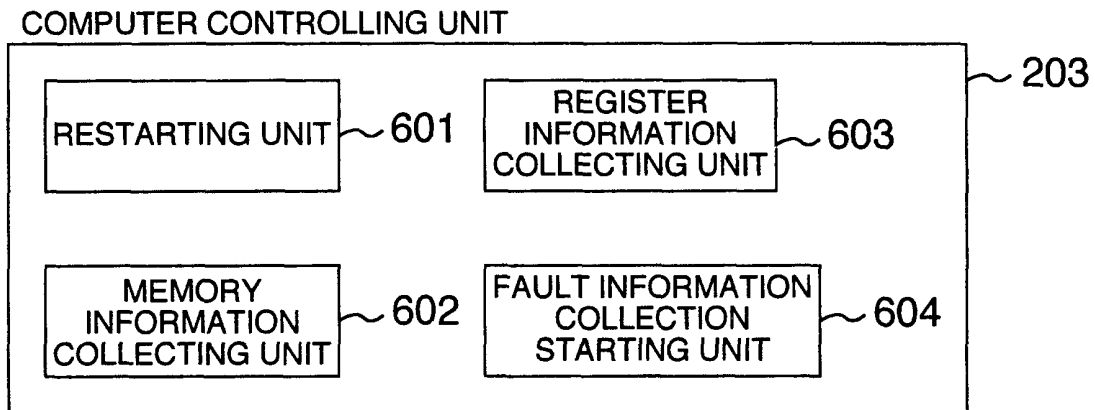 COMPUTER CONTROLLING UNIT
203
RESTARTING UNIT
601
REGISTER
INFORMATION
COLLECTING UNIT
603
MEMORY
INFORMATION
COLLECTING UNIT
602
FAULT INFORMATION
COLLECTION
STARTING UNIT
604